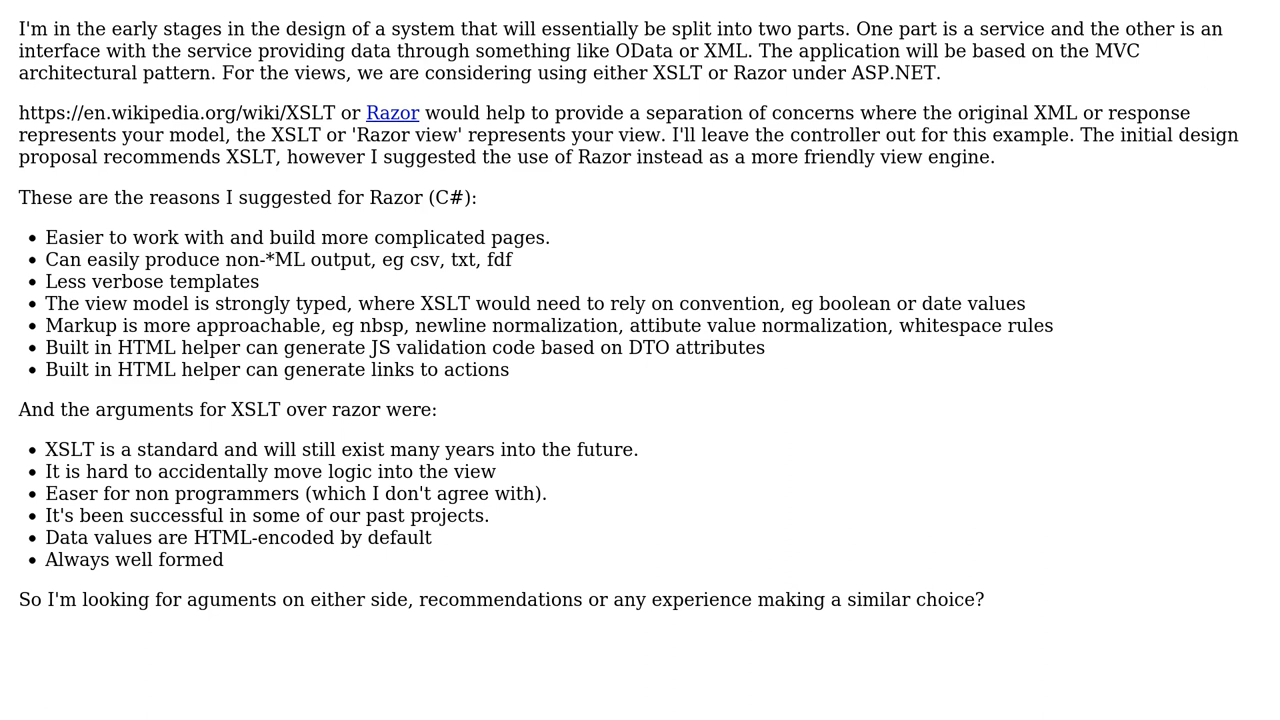 I'm in the early stages in the design of a system that will essentially be split into two parts. One part is a service and the other is an
interface with the service providing data through something like OData or XML. The application will be based on the MVC
architectural pattern. For the views, we are considering using either XSLT or Razor under ASP.NET.
https://en.wikipedia.org/wiki/XSLT or Razor would help to provide a separation of concerns where the original XML or response
represents your model, the XSLT or 'Razor view' represents your view. I'll leave the controller out for this example. The initial design
proposal recommends XSLT, however I suggested the use of Razor instead as a more friendly view engine.
These are the reasons I suggested for Razor (C#):
• Easier to work with and build more complicated pages.
• Can easily produce non-*ML output, eg csv, txt, fdf
• Less verbose templates
• The view model is strongly typed, where XSLT would need to rely on convention, eg boolean or date values
• Markup is more approachable, eg nbsp, newline normalization, attibute value normalization, whitespace rules
• Built in HTML helper can generate JS validation code based on DTO attributes
• Built in HTML helper can generate links to actions
And the arguments for XSLT over razor were:
• XSLT is a standard and will still exist many years into the future.
• It is hard to accidentally move logic into the view
• Easer for non programmers (which I don't agree with).
• It's been successful in some of our past projects.
• Data values are HTML-encoded by default
• Always well formed
So I'm looking for aguments on either side, recommendations or any experience making a similar choice?